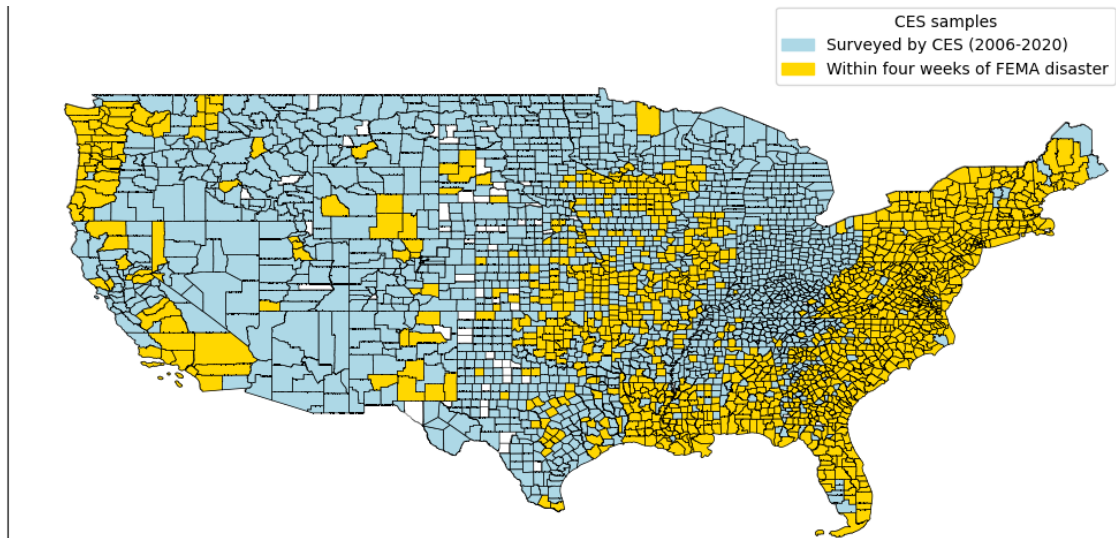 CES samples
Surveyed by CES (2006-2020)
Within four weeks of FEMA disaster